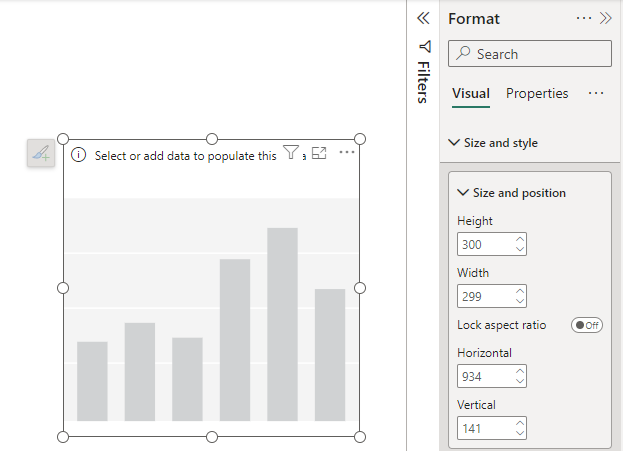 Select or add data to populate this
a
Filters
Format
Search
Visual Properties
Size and style
Size and position
Height
300
Width
299
Lock aspect ratio Off
Horizontal
934
Vertical
141